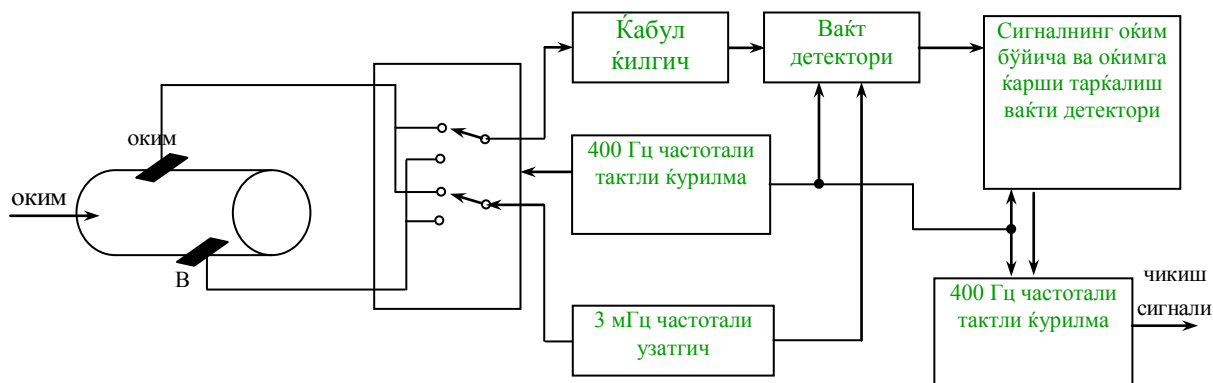 Ќабул
ќилгич
Ваќт
детектори
Сигналнинг оќим
бўйича ва оќимга
ќарши тарќалиш
ваќти детектори
оким
400 Гц частотали
тактли ќурилма
оким
В
чикиш
сигнали
400 Гц частотали
тактли ќурилма
3 мГц частотали
узатгич